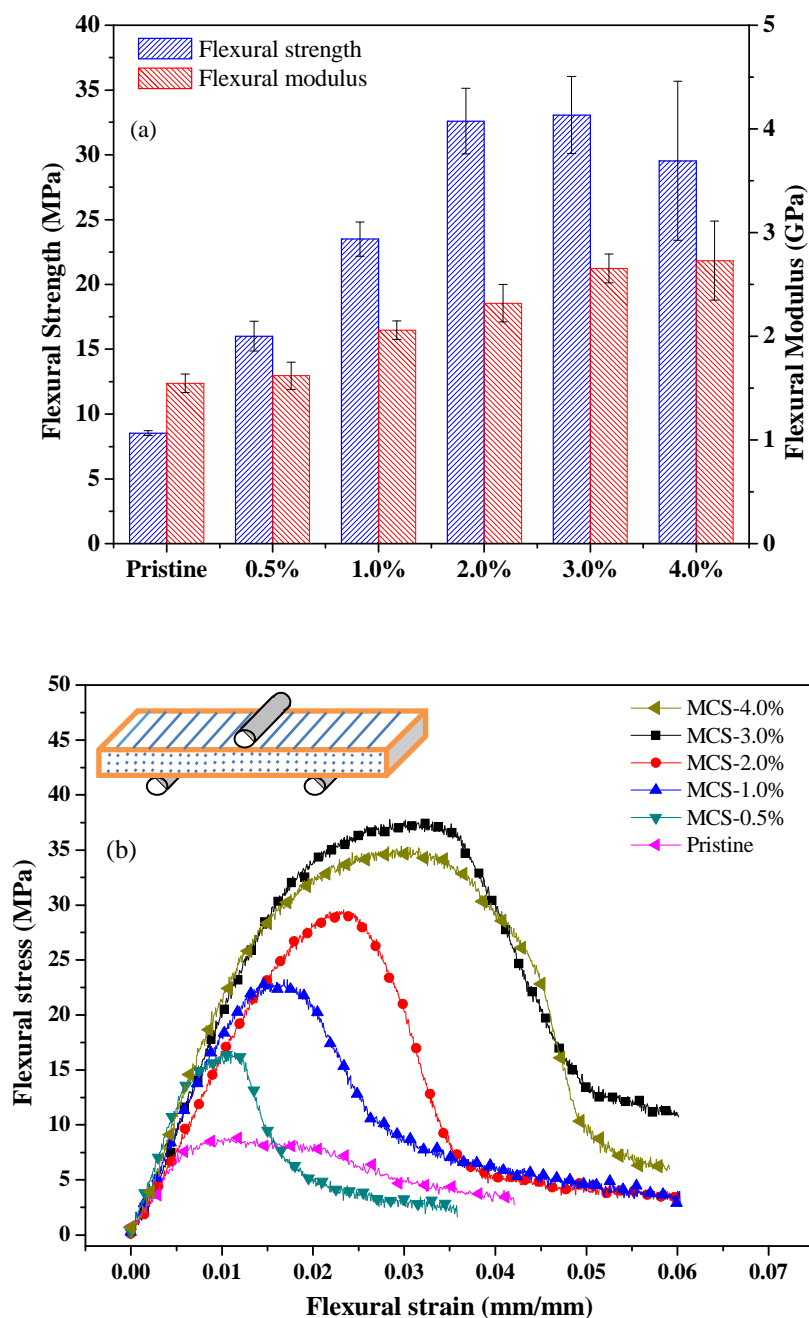 Flexural strength
Flexural modulus
(a)
40
35
30
25
20
15
10
5
0
Flexural Strength (MPa)
5
4
3
2
1
0
Flexural Modulus (GPa)
Pristine 0.5% 1.0% 2.0% 3.0% 4.0%
50
45
40
35
30
25
20
15
10
5
0
Flexural stress (MPa)
(b)
MCS-4.0%
MCS-3.0%
MCS-2.0%
MCS-1.0%
MCS-0.5%
Pristine
0.00 0.01 0.02 0.03 0.04 0.05 0.06 0.07
Flexural strain (mm/mm)